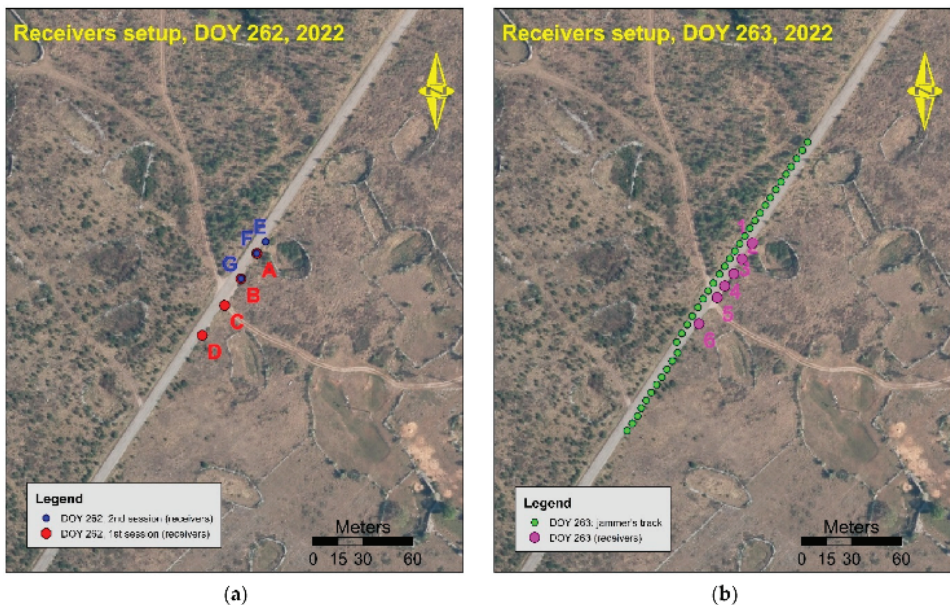 Receivers setup, DOY 262, 2022
N
E
F
A
G
B
C
D
Legend
DOY 262: 2nd session (receivers)
DOY 262: 1st session (receivers)
Meters
0 15 30 60
(a)
Receivers setup, DOY 263, 2022
N
1
2
3
4
5
6
Legend
DOY 263: jammer's track
DOY 263 (receivers)
Meters
0 15 30 60
(b)